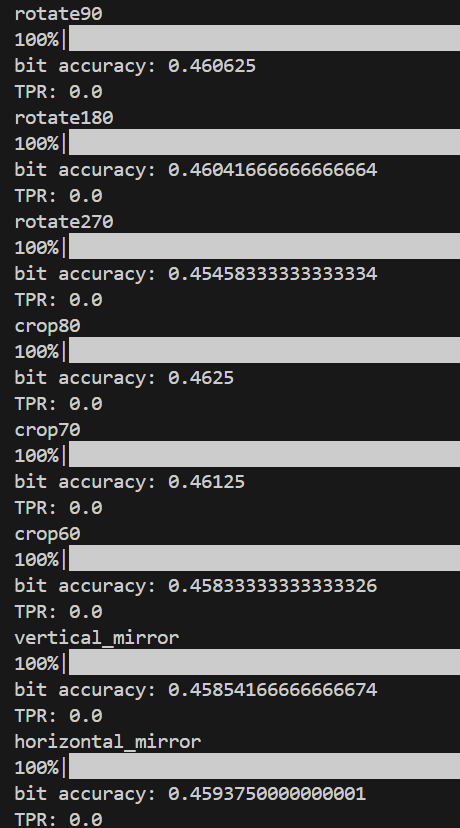 rotate90
100%|
bit accuracy: 0.460625
TPR: 0.0
rotate180
100%|
bit accuracy: 0.46041666666666664
TPR: 0.0
rotate270
100%|
bit accuracy: 0.45458333333333334
TPR: 0.0
crop80
100%|
bit accuracy: 0.4625
TPR: 0.0
crop70
100%|
bit accuracy: 0.46125
TPR: 0.0
crop60
100%|
bit accuracy: 0.45833333333333326
TPR: 0.0
vertical_mirror
100%|
bit accuracy: 0.45854166666666674
TPR: 0.0
horizontal_mirror
100%|
bit accuracy: 0.4593750000000001
TPR: 0.0